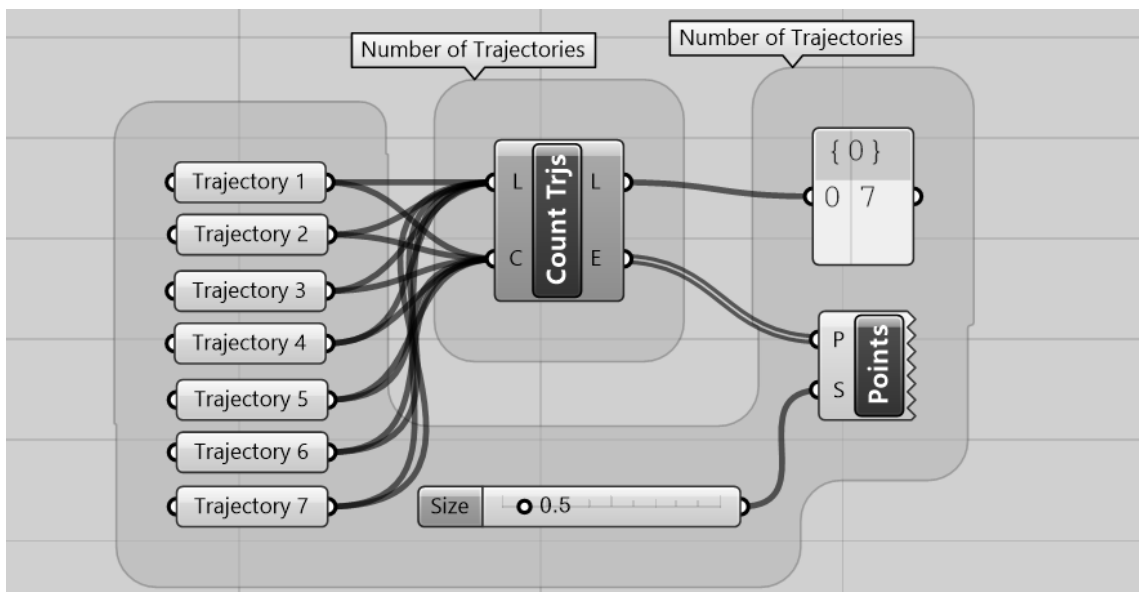 Number of Trajectories
Number of Trajectories
Trajectory 1
Trajectory 2
Trajectory 3
Trajectory 4
Trajectory 5
Trajectory 6
Trajectory 7
L
C
Count Trjs
L
E
{ 0 }
0 7
P
S
Points
Size
0.5